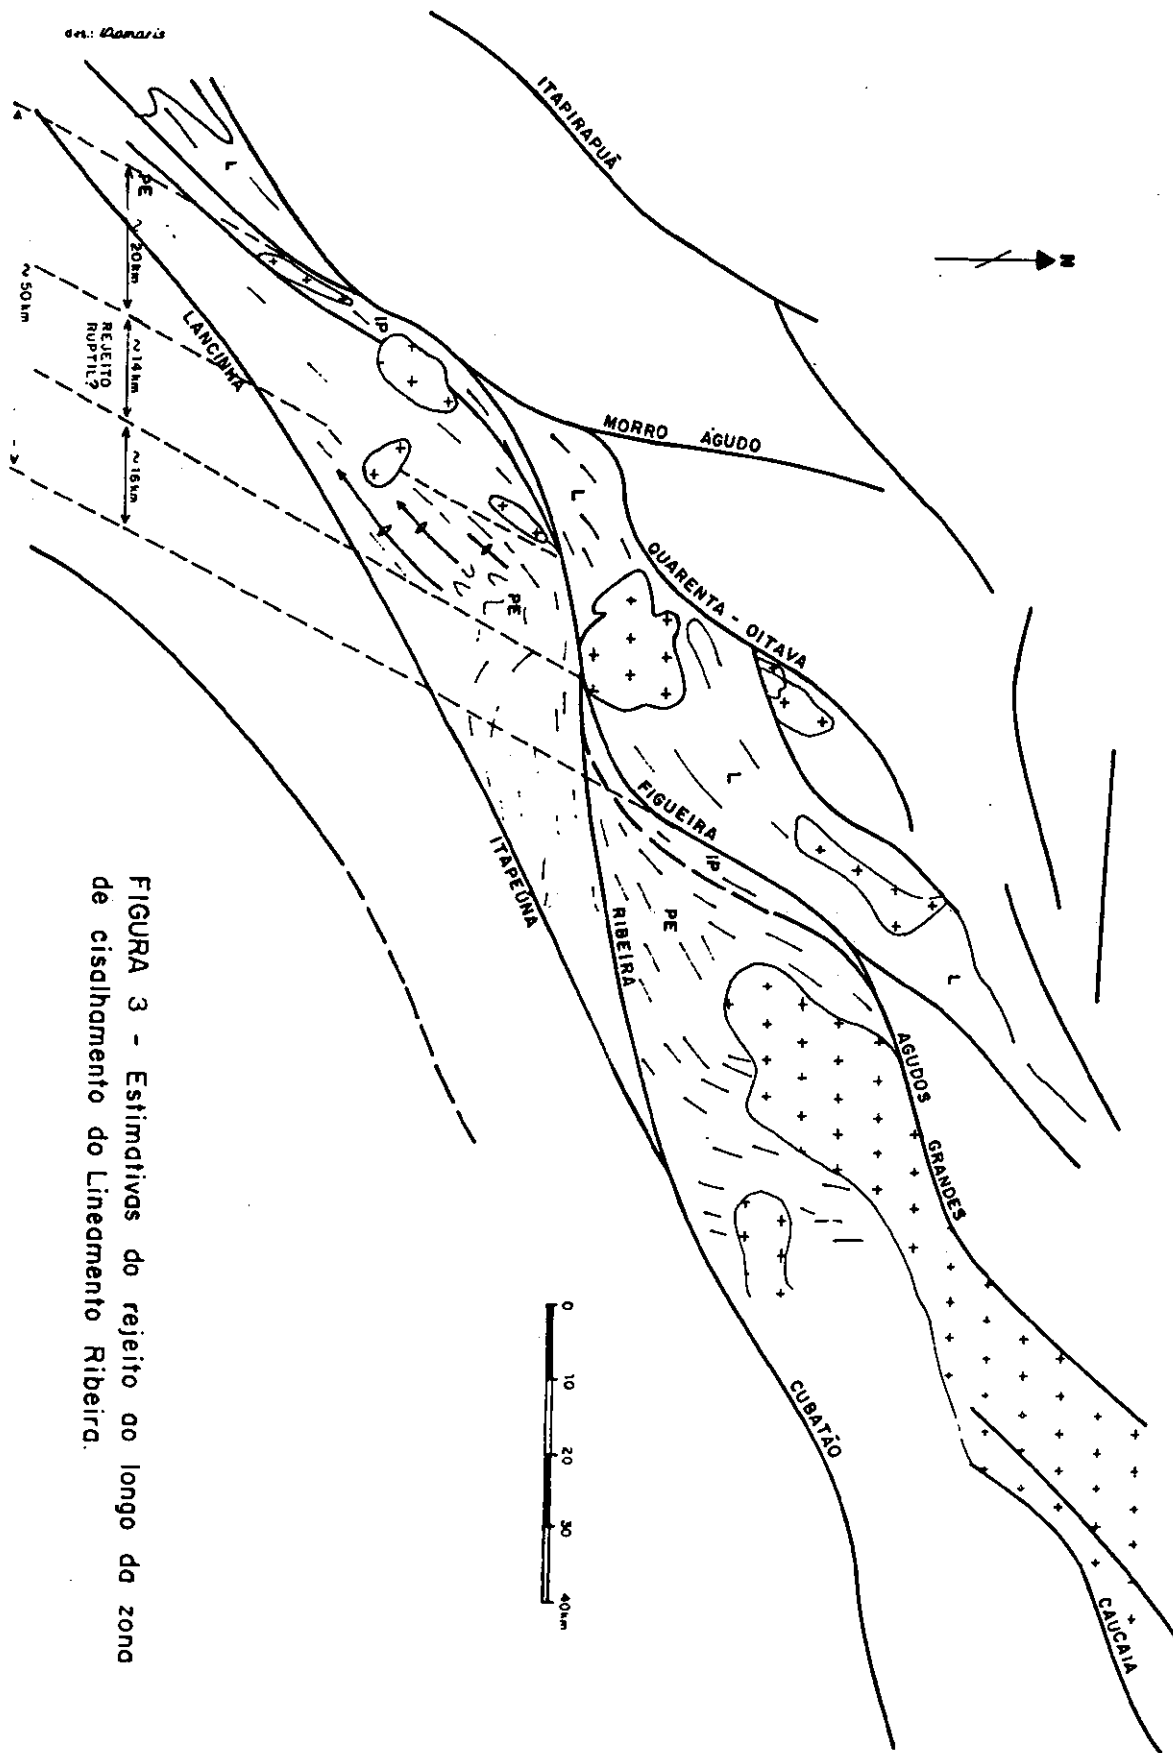 des.: Damaris
ITAPIRAPUÃ
N
L
PE
~ 20km
~ 50km
REJEITO
RUPTIL?
~14km
~16km
LANCINHA
IP
MORRO AGUDO
L
QUARENTA - OITAVA
PE
L
FIGUEIRA
IP
PE
ITAPEÚNA
RIBEIRA
L
AGUDOS GRANDES
CUBATÃO
CAUCAIA
0 10 20 30 40km
FIGURA 3 - Estimativas do rejeito ao longo da zona
de cisalhamento do Lineamento Ribeira.